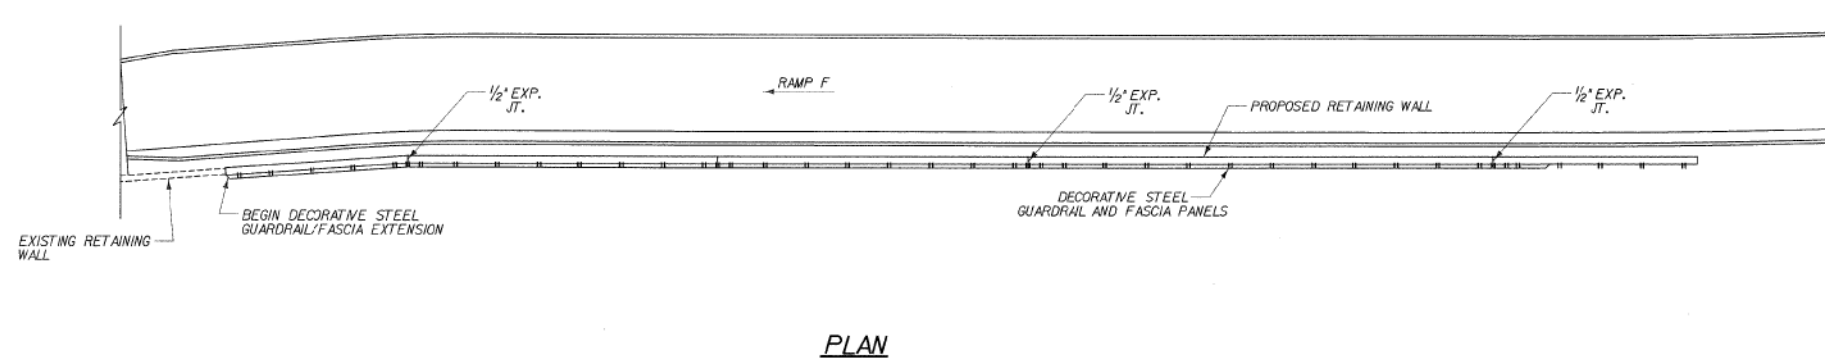 RAMP F
1/2" EXP.
JT.
1/2" EXP.
JT.
1/2" EXP.
JT.
PROPOSED RETAINING WALL
DECORATIVE STEEL
GUARDRAIL AND FASCIA PANELS
BEGIN DECORATIVE STEEL
GUARDRAIL/FASCIA EXTENSION
EXISTING RETAINING
WALL
PLAN